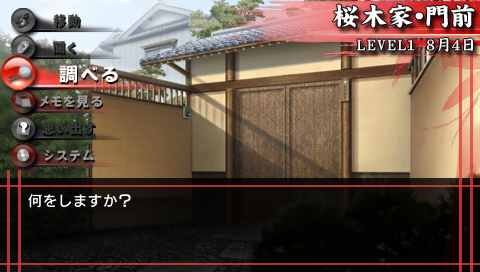 桜木家・門前
LEVEL1 8月4日
移動
聞く
調べる
メモを見る
思い出す
システム
何をしますか？